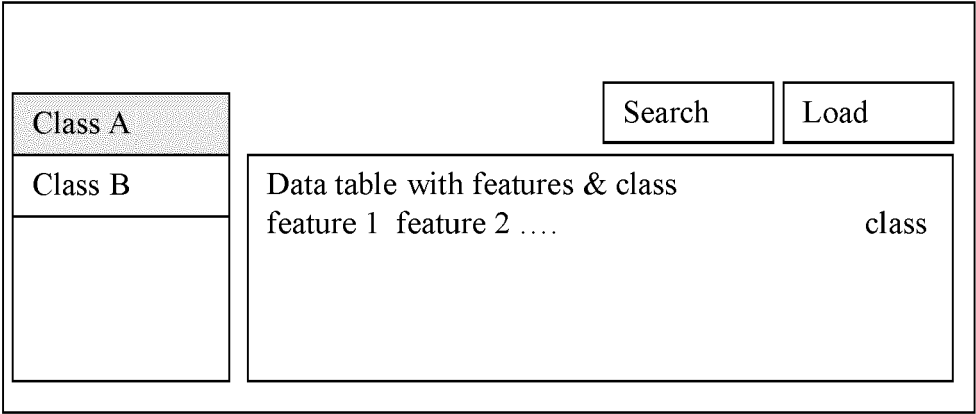 Search
Load
Class A
Class B
Data table with features & class
feature 1 feature 2 ....
class